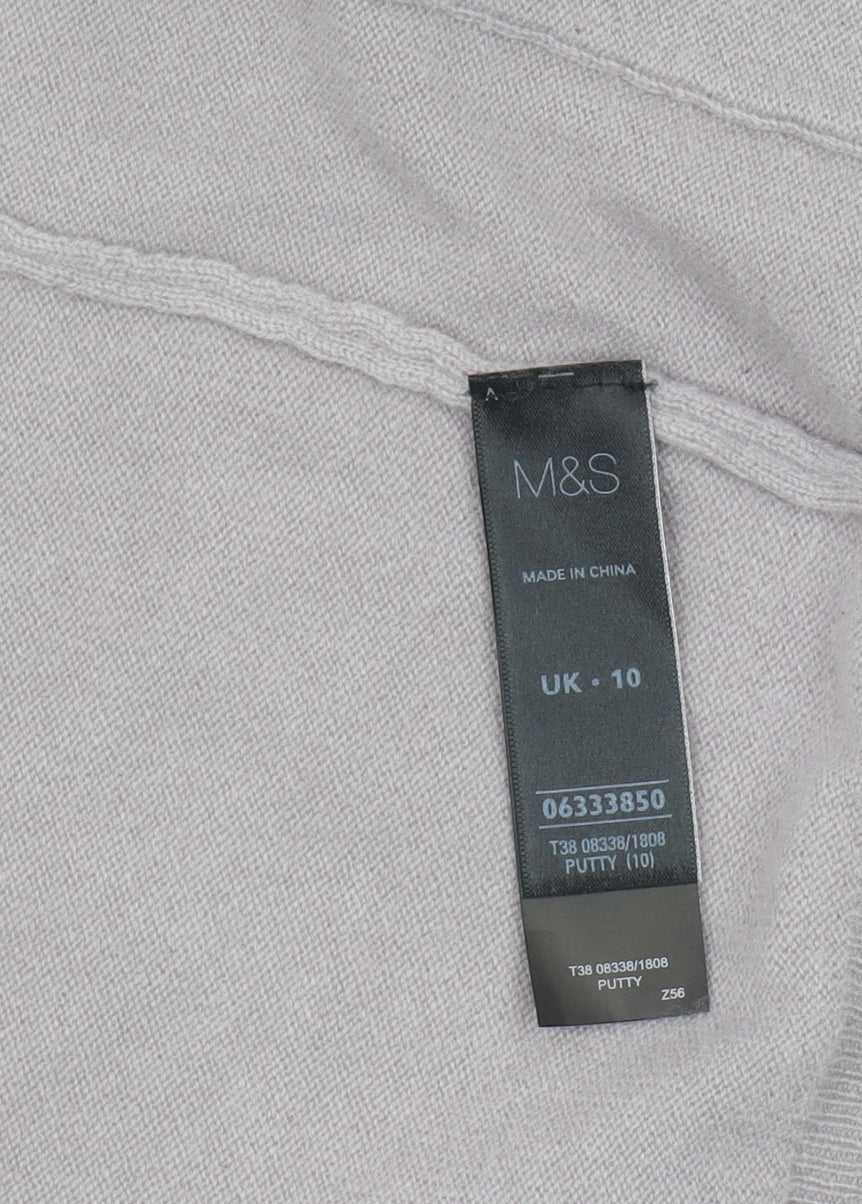 M&S
MADE IN CHINA
UK • 10
06333850
T38 08338/1808
PUTTY (10)
T38 08338/1808
PUTTY
Z56